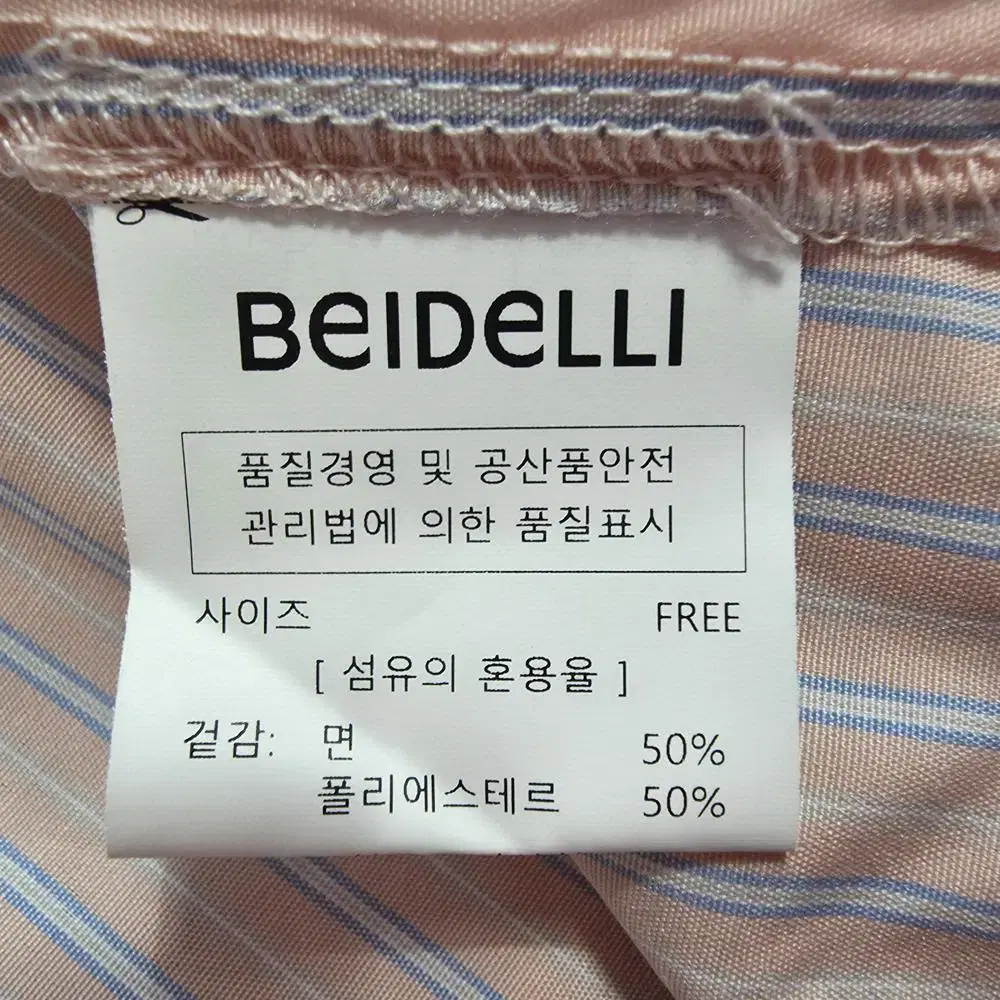 BeIDeLLI
품질경영 및 공산품안전
관리법에 의한 품질표시
사이즈 FREE
[ 섬유의 혼용율 ]
겉감: 면 50%
폴리에스테르 50%